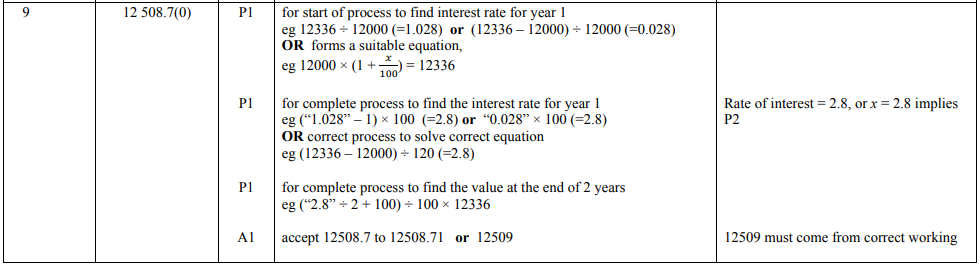 9 12 508.7(0) P1 for start of process to find interest rate for year 1
eg 12336 ÷ 12000 (=1.028) or (12336 – 12000) ÷ 12000 (=0.028)
OR forms a suitable equation,
eg 12000 × (1 + x/100) = 12336
P1 for complete process to find the interest rate for year 1 Rate of interest = 2.8, or x = 2.8 implies
eg (“1.028” – 1) × 100 (=2.8) or “0.028” × 100 (=2.8) P2
OR correct process to solve correct equation
eg (12336 – 12000) ÷ 120 (=2.8)
P1 for complete process to find the value at the end of 2 years
eg (“2.8” ÷ 2 + 100) ÷ 100 × 12336
A1 accept 12508.7 to 12508.71 or 12509 12509 must come from correct working